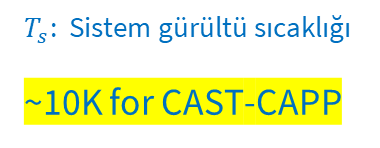 Tₛ: Sistem gürültü sıcaklığı
~10K for CAST-CAPP